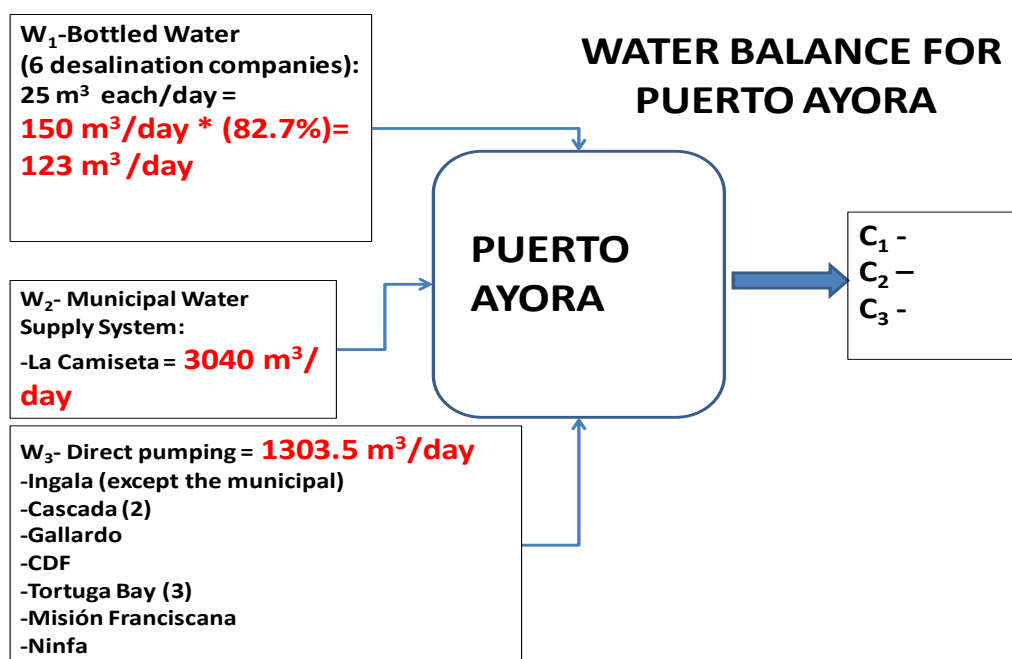 W₁-Bottled Water
(6 desalination companies):
25 m³ each/day =
150 m³/day * (82.7%)=
123 m³/day
WATER BALANCE FOR
PUERTO AYORA
PUERTO
AYORA
C₁ -
C₂ –
C₃ -
W₂- Municipal Water
Supply System:
-La Camiseta = 3040 m³/
day
W₃- Direct pumping = 1303.5 m³/day
-Ingala (except the municipal)
-Cascada (2)
-Gallardo
-CDF
-Tortuga Bay (3)
-Misión Franciscana
-Ninfa